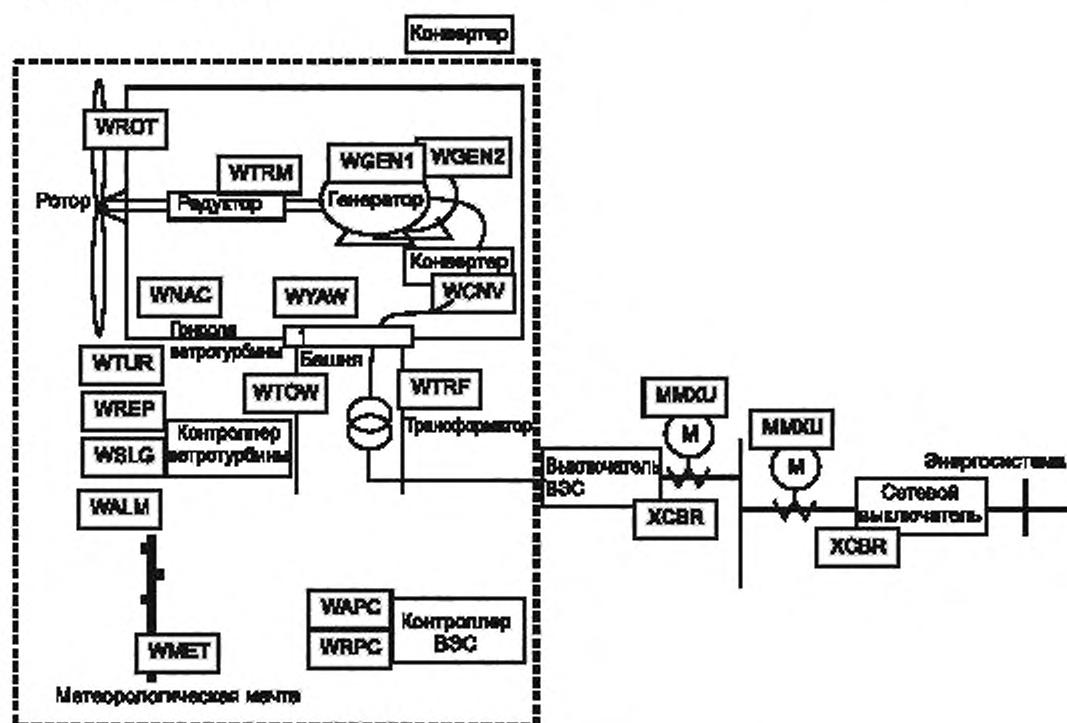 Конвертер
WROT
WTRM
WGEN1
WGEN2
Ротор
Редуктор
Генератор
Конвертер
WNAC
WYAW
WCNV
Гондола
ветротурбины
1
Башня
WTUR
WTOW
WTRF
WREP
Контроллер
ветротурбины
Трансформатор
WSLG
WALM
MMXU
M
MMXU
M
Выключатель
ВЭС
XCBR
Энергосистема
Сетевой
выключатель
XCBR
WAPC
WRPC
Контроллер
ВЭС
WMET
Метеорологическая мачта